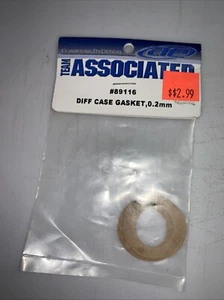 TEAM
ASSOCIATED
$$2.99
#89116
DIFF CASE GASKET,0.2mm